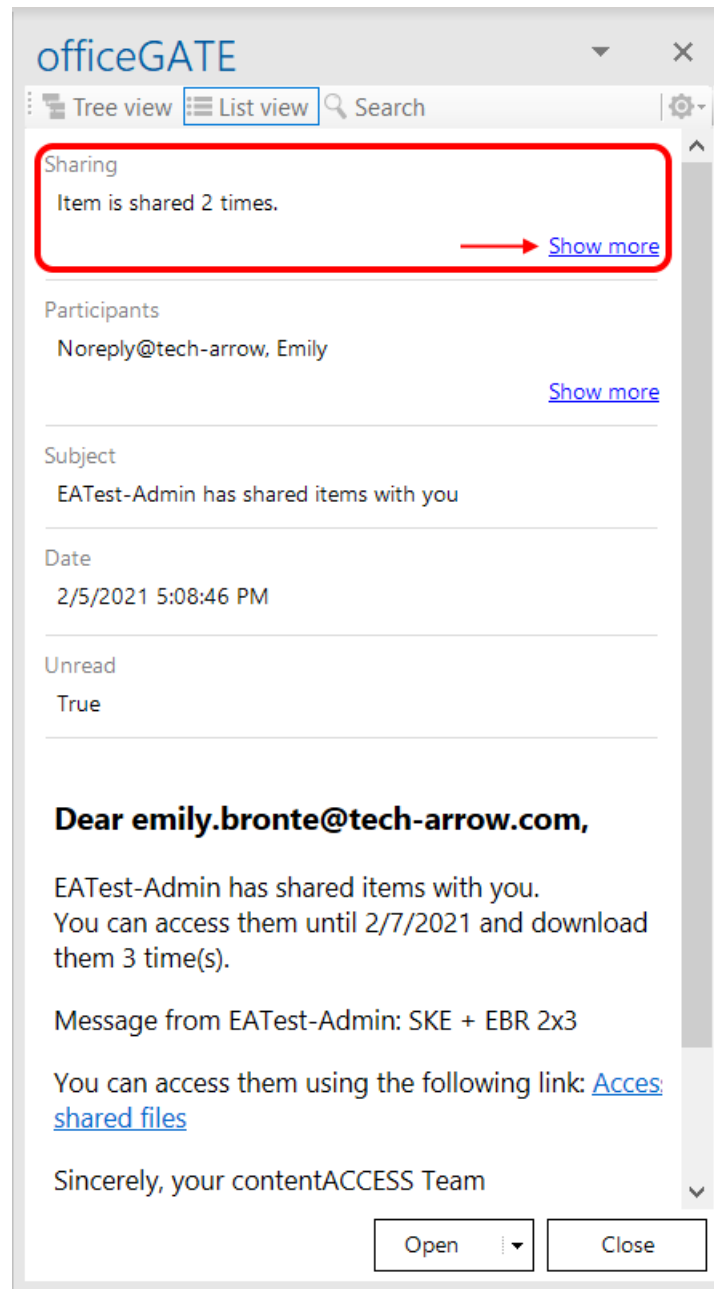 officeGATE
Tree view List view Search
Sharing
Item is shared 2 times.
Show more
Participants
Noreply@tech-arrow, Emily
Show more
Subject
EATest-Admin has shared items with you
Date
2/5/2021 5:08:46 PM
Unread
True
Dear emily.bronte@tech-arrow.com,
EATest-Admin has shared items with you.
You can access them until 2/7/2021 and download
them 3 time(s).
Message from EATest-Admin: SKE + EBR 2x3
You can access them using the following link: Acces
shared files
Sincerely, your contentACCESS Team
Open Close